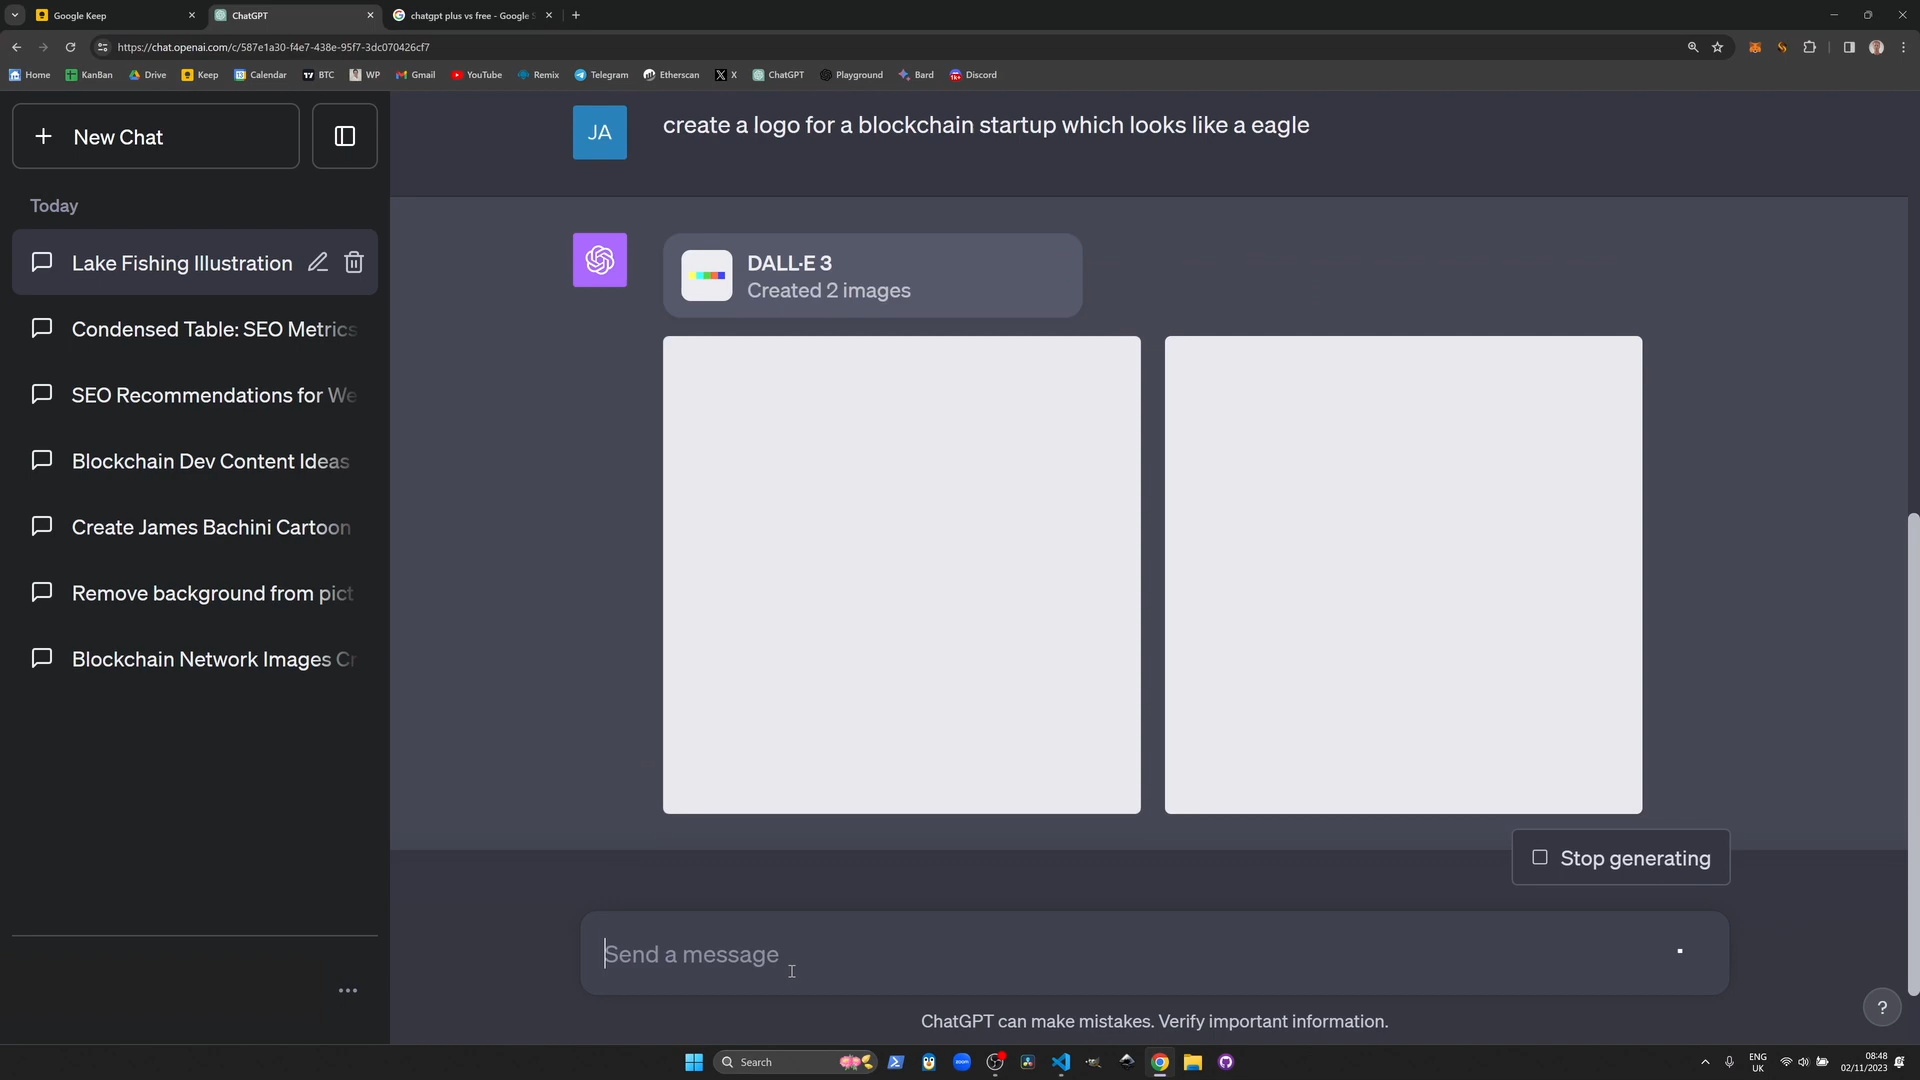 Google Keep
ChatGPT
chatgpt plus vs free - Google S
https://chat.openai.com/c/587e1a30-f4e7-438e-95f7-3dc070426cf7
Home KanBan Drive Keep Calendar BTC WP Gmail YouTube Remix Telegram Etherscan X ChatGPT Playground Bard Discord
New Chat
Today
Lake Fishing Illustration
Condensed Table: SEO Metrics
SEO Recommendations for We
Blockchain Dev Content Ideas
Create James Bachini Cartoon
Remove background from pict
Blockchain Network Images Cr
JA
create a logo for a blockchain startup which looks like a eagle
DALL·E 3
Created 2 images
Stop generating
Send a message
ChatGPT can make mistakes. Verify important information.
?
Search
zoom
ENG
UK
08:48
02/11/2023